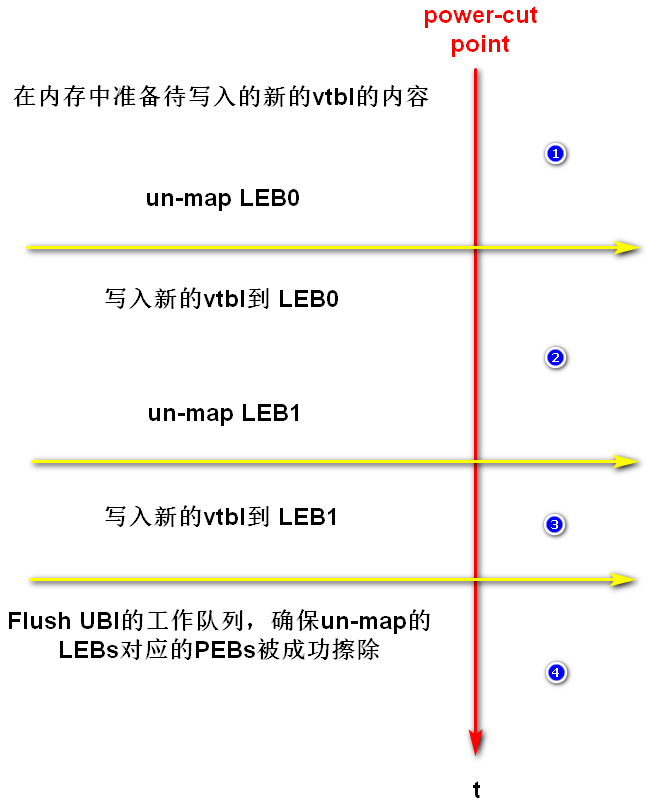 power-cut
point
在内存中准备待写入的新的vtbl的内容
1
un-map LEB0
写入新的vtbl到 LEB0
2
un-map LEB1
写入新的vtbl到 LEB1
3
Flush UBI的工作队列，确保un-map的
LEBs对应的PEBs被成功擦除
4
t